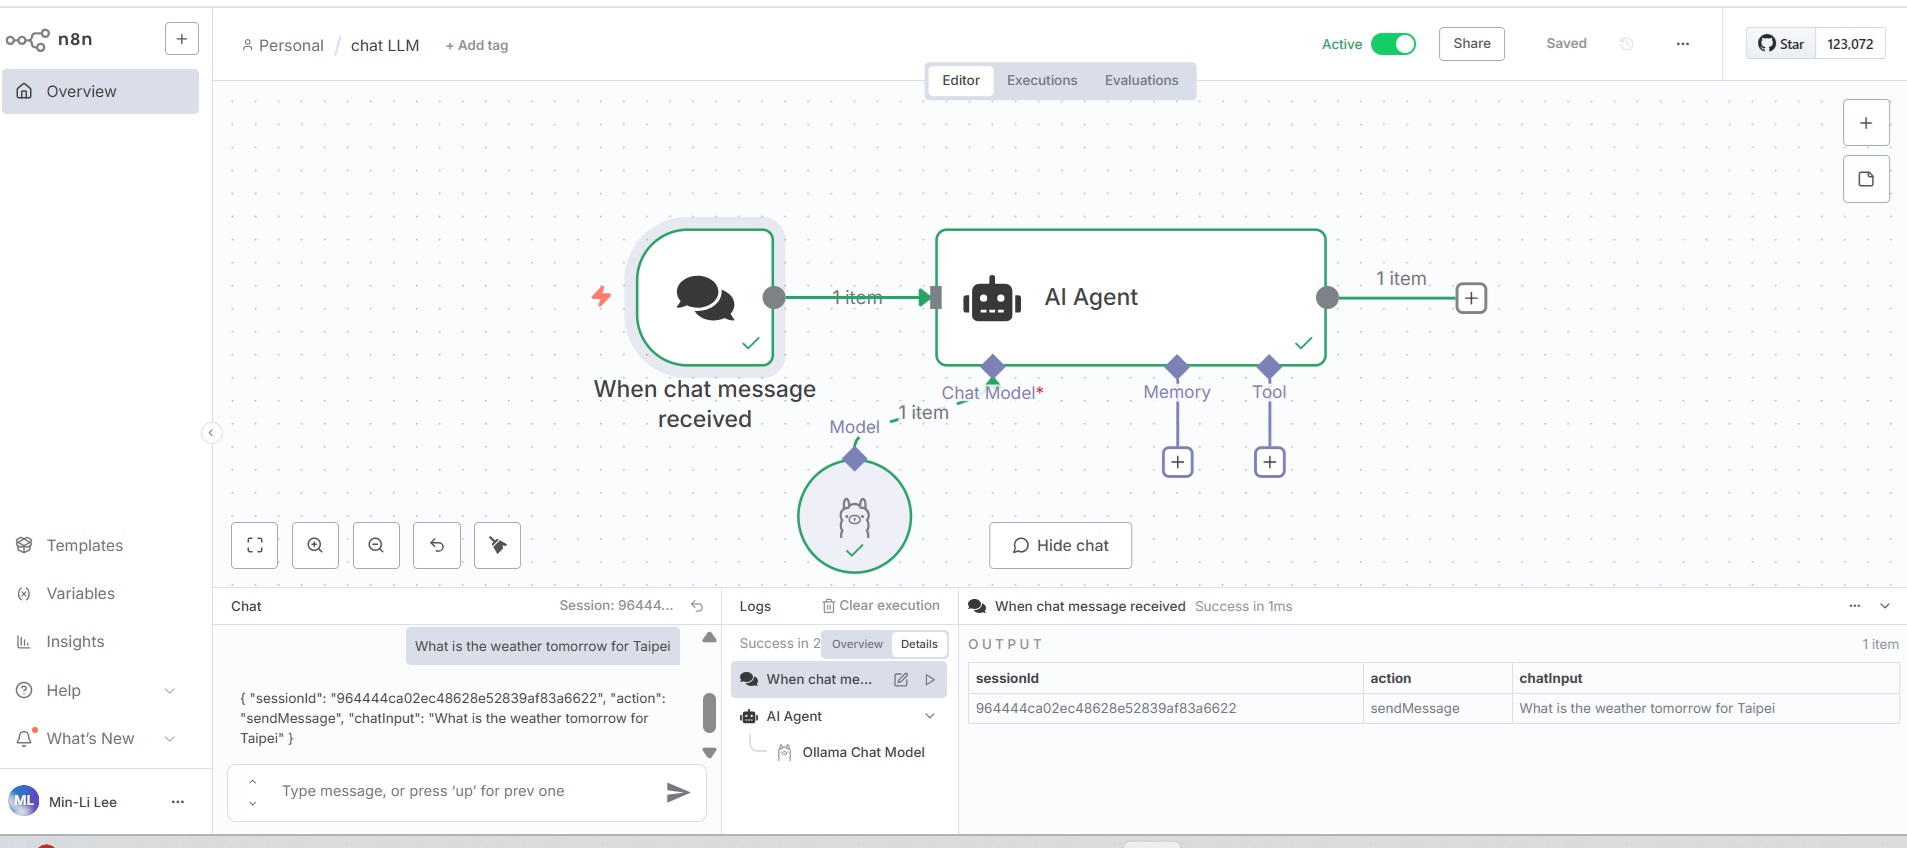 n8n
+
Personal / chat LLM + Add tag
Active
Share
Saved
...
Star 123,072
Overview
Editor Executions Evaluations
1 item
AI Agent
1 item
When chat message
received
Chat Model*
Memory
Tool
1 item
Model
Hide chat
Templates
Variables
Insights
Help
What's New
ML Min-Li Lee ...
Chat
Session: 96444...
What is the weather tomorrow for Taipei
{ "sessionId": "964444ca02ec48628e52839af83a6622", "action":
"sendMessage", "chatInput": "What is the weather tomorrow for
Taipei" }
Type message, or press ‘up’ for prev one
Logs
Clear execution
Success in 2
Overview Details
When chat me...
AI Agent
Ollama Chat Model
When chat message received Success in 1ms
...
OUTPUT
1 item
sessionId action chatInput
964444ca02ec48628e52839af83a6622 sendMessage What is the weather tomorrow for Taipei